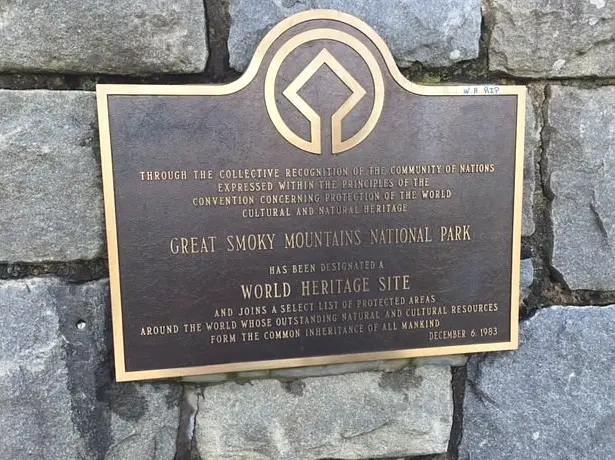 W.H. RIP
THROUGH THE COLLECTIVE RECOGNITION OF THE COMMUNITY OF NATIONS
EXPRESSED WITHIN THE PRINCIPLES OF THE
CONVENTION CONCERNING PROTECTION OF THE WORLD
CULTURAL AND NATURAL HERITAGE
GREAT SMOKY MOUNTAINS NATIONAL PARK
HAS BEEN DESIGNATED A
WORLD HERITAGE SITE
AND JOINS A SELECT LIST OF PROTECTED AREAS
AROUND THE WORLD WHOSE OUTSTANDING NATURAL AND CULTURAL RESOURCES
FORM THE COMMON INHERITANCE OF ALL MANKIND
DECEMBER 6, 1983